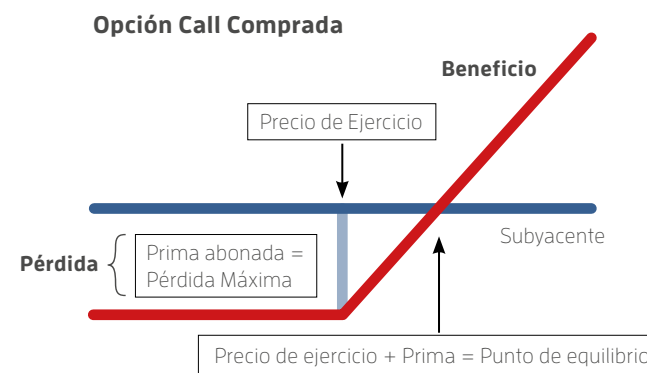 Opción Call Comprada
Beneficio
Precio de Ejercicio
Subyacente
Pérdida
Prima abonada =
Pérdida Máxima
Precio de ejercicio + Prima = Punto de equilibrio